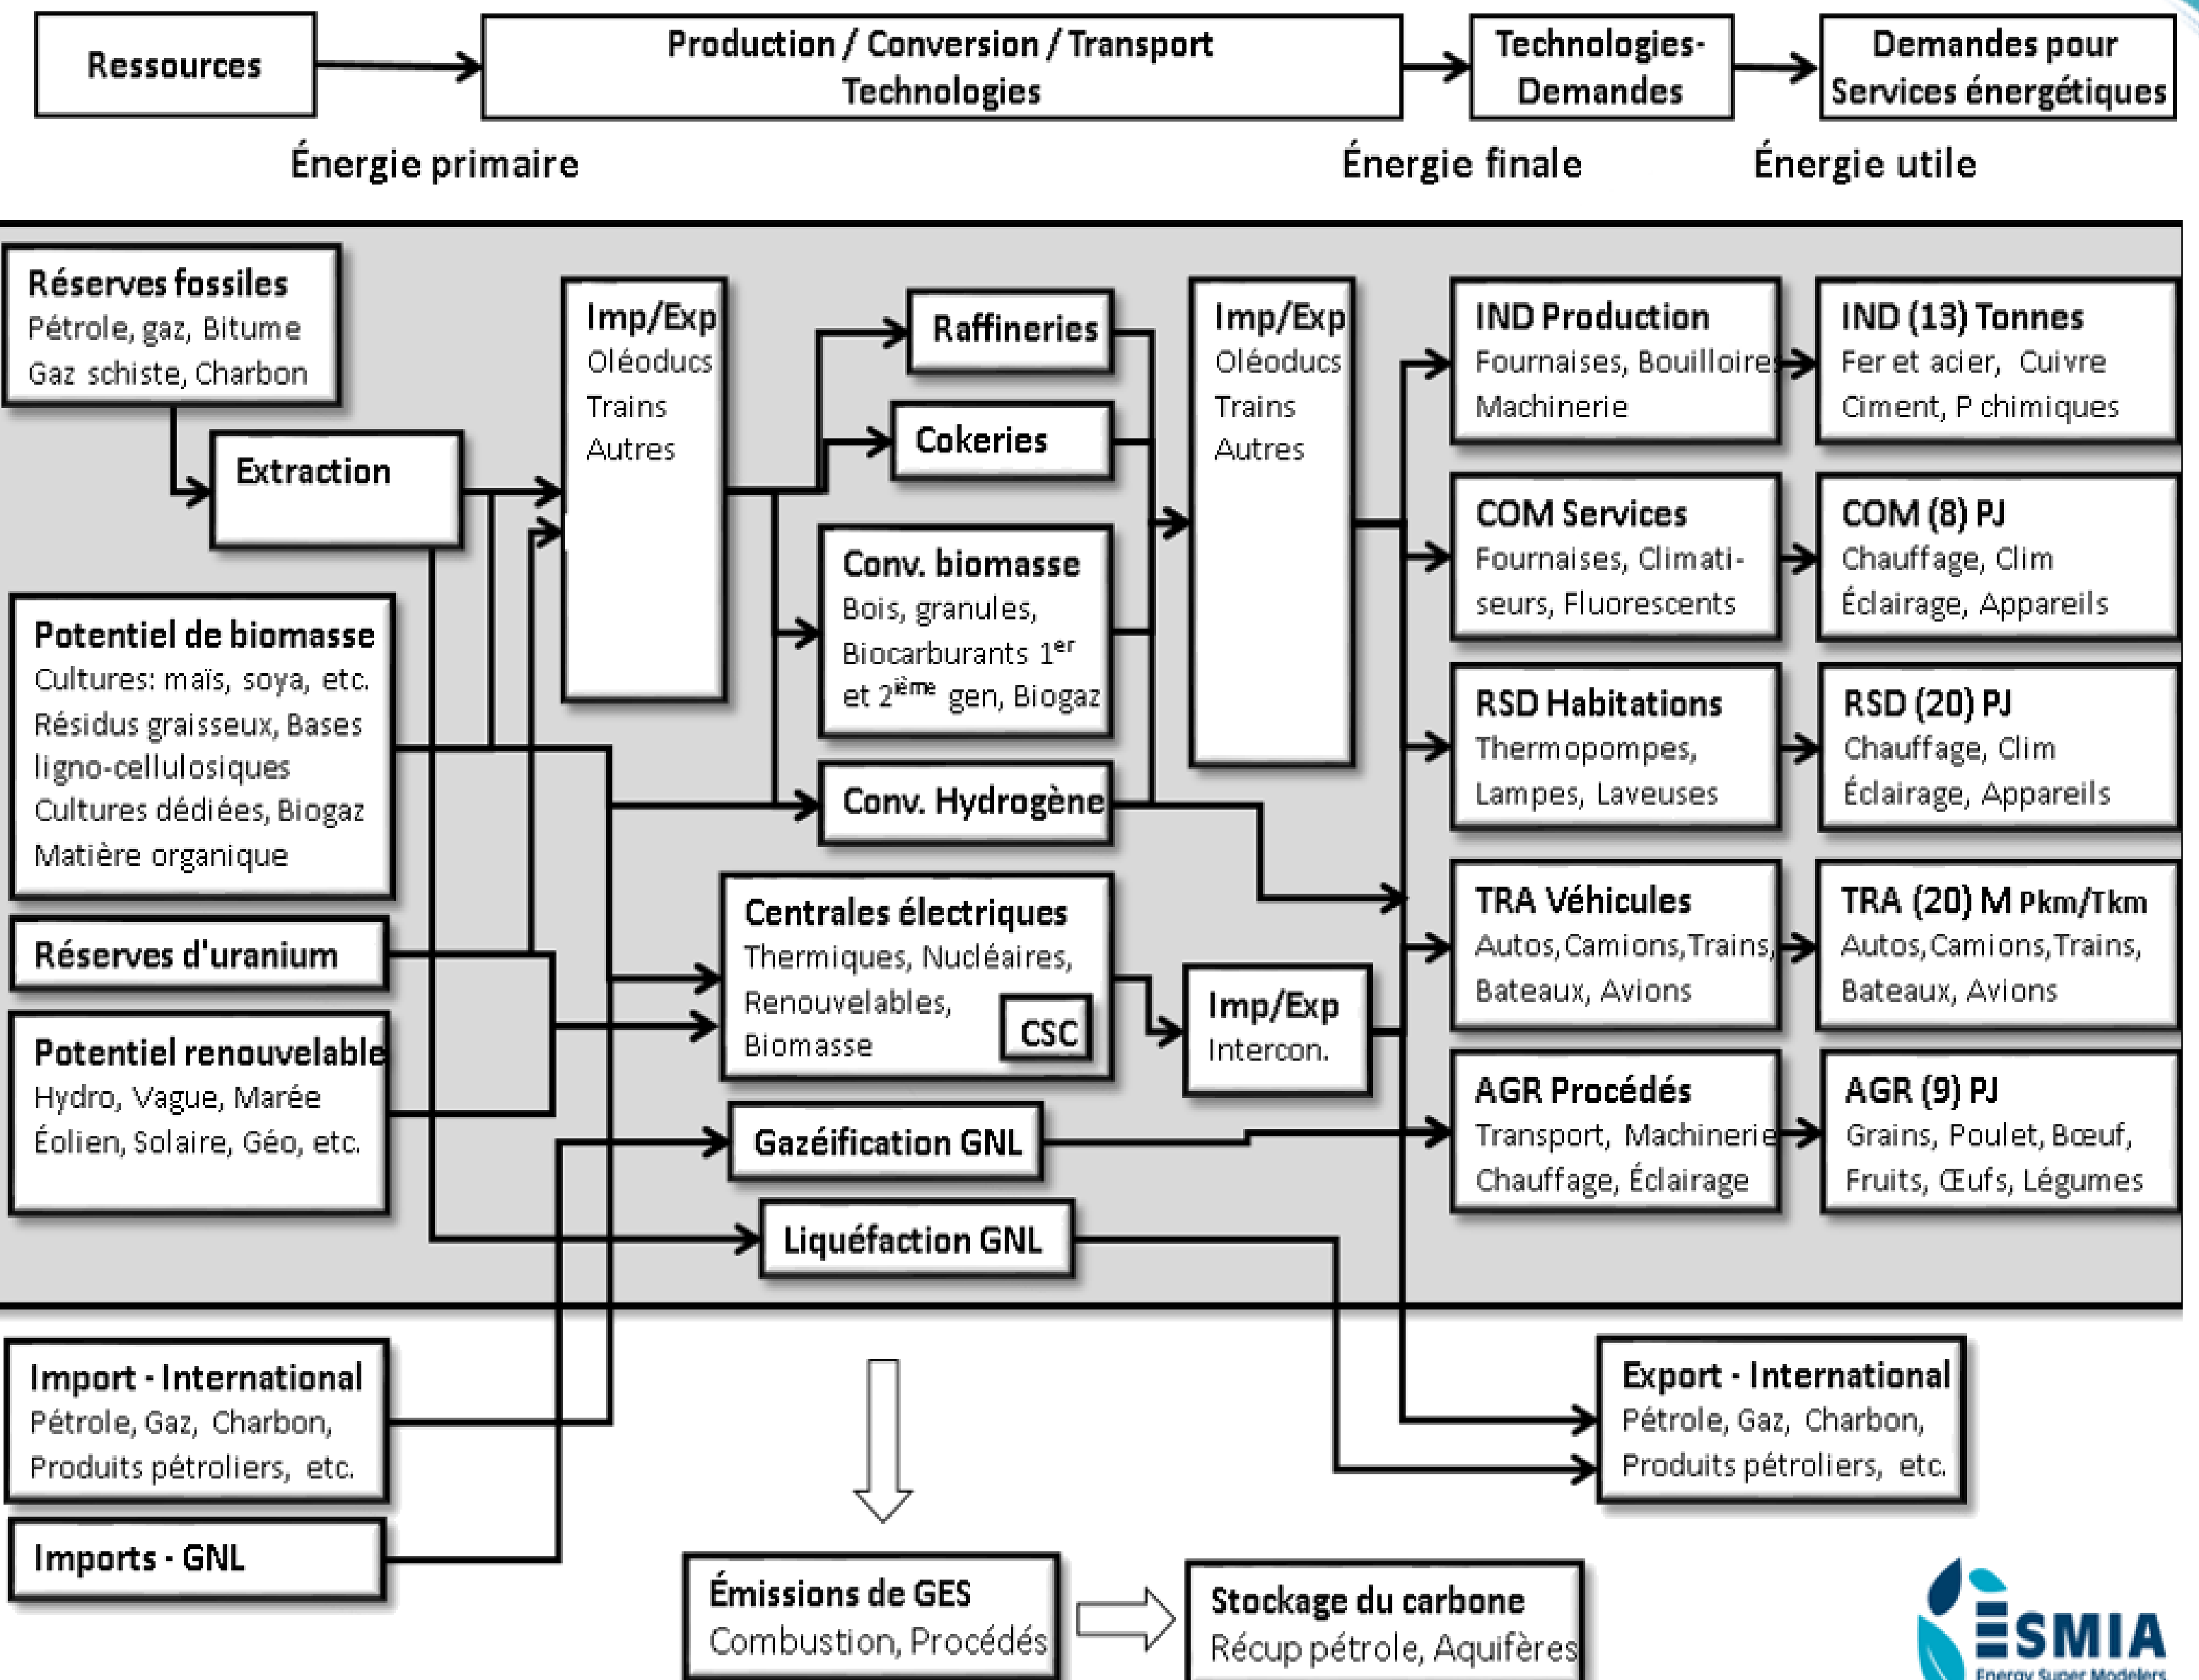 Ressources
Production / Conversion / Transport
Technologies
Technologies-
Demandes
Demandes pour
Services énergétiques
Énergie primaire
Énergie finale
Énergie utile
Réserves fossiles
Pétrole, gaz, Bitume
Gaz schiste, Charbon
Extraction
Potentiel de biomasse
Cultures: maïs, soya, etc.
Résidus graisseux, Bases
ligno-cellulosiques
Cultures dédiées, Biogaz
Matière organique
Réserves d'uranium
Potentiel renouvelable
Hydro, Vague, Marée
Éolien, Solaire, Géo, etc.
Imp/Exp
Oléoducs
Trains
Autres
Raffineries
Cokeries
Conv. biomasse
Bois, granules,
Biocarburants 1er
et 2ième gen, Biogaz
Conv. Hydrogène
Centrales électriques
Thermiques, Nucléaires,
Renouvelables,
Biomasse
CSC
Gazéification GNL
Liquéfaction GNL
Imp/Exp
Oléoducs
Trains
Autres
Imp/Exp
Intercon.
IND Production
Fournaises, Bouilloires
Machinerie
COM Services
Fournaises, Climati-
seurs, Fluorescents
RSD Habitations
Thermopompes,
Lampes, Laveuses
TRA Véhicules
Autos, Camions, Trains,
Bateaux, Avions
AGR Procédés
Transport, Machinerie
Chauffage, Éclairage
IND (13) Tonnes
Fer et acier, Cuivre
Ciment, P chimiques
COM (8) PJ
Chauffage, Clim
Éclairage, Appareils
RSD (20) PJ
Chauffage, Clim
Éclairage, Appareils
TRA (20) M Pkm/Tkm
Autos, Camions, Trains,
Bateaux, Avions
AGR (9) PJ
Grains, Poulet, Bœuf,
Fruits, Œufs, Légumes
Import - International
Pétrole, Gaz, Charbon,
Produits pétroliers, etc.
Imports - GNL
Export - International
Pétrole, Gaz, Charbon,
Produits pétroliers, etc.
Émissions de GES
Combustion, Procédés
Stockage du carbone
Récup pétrole, Aquifères
ESMIA
Energy Super Modelers